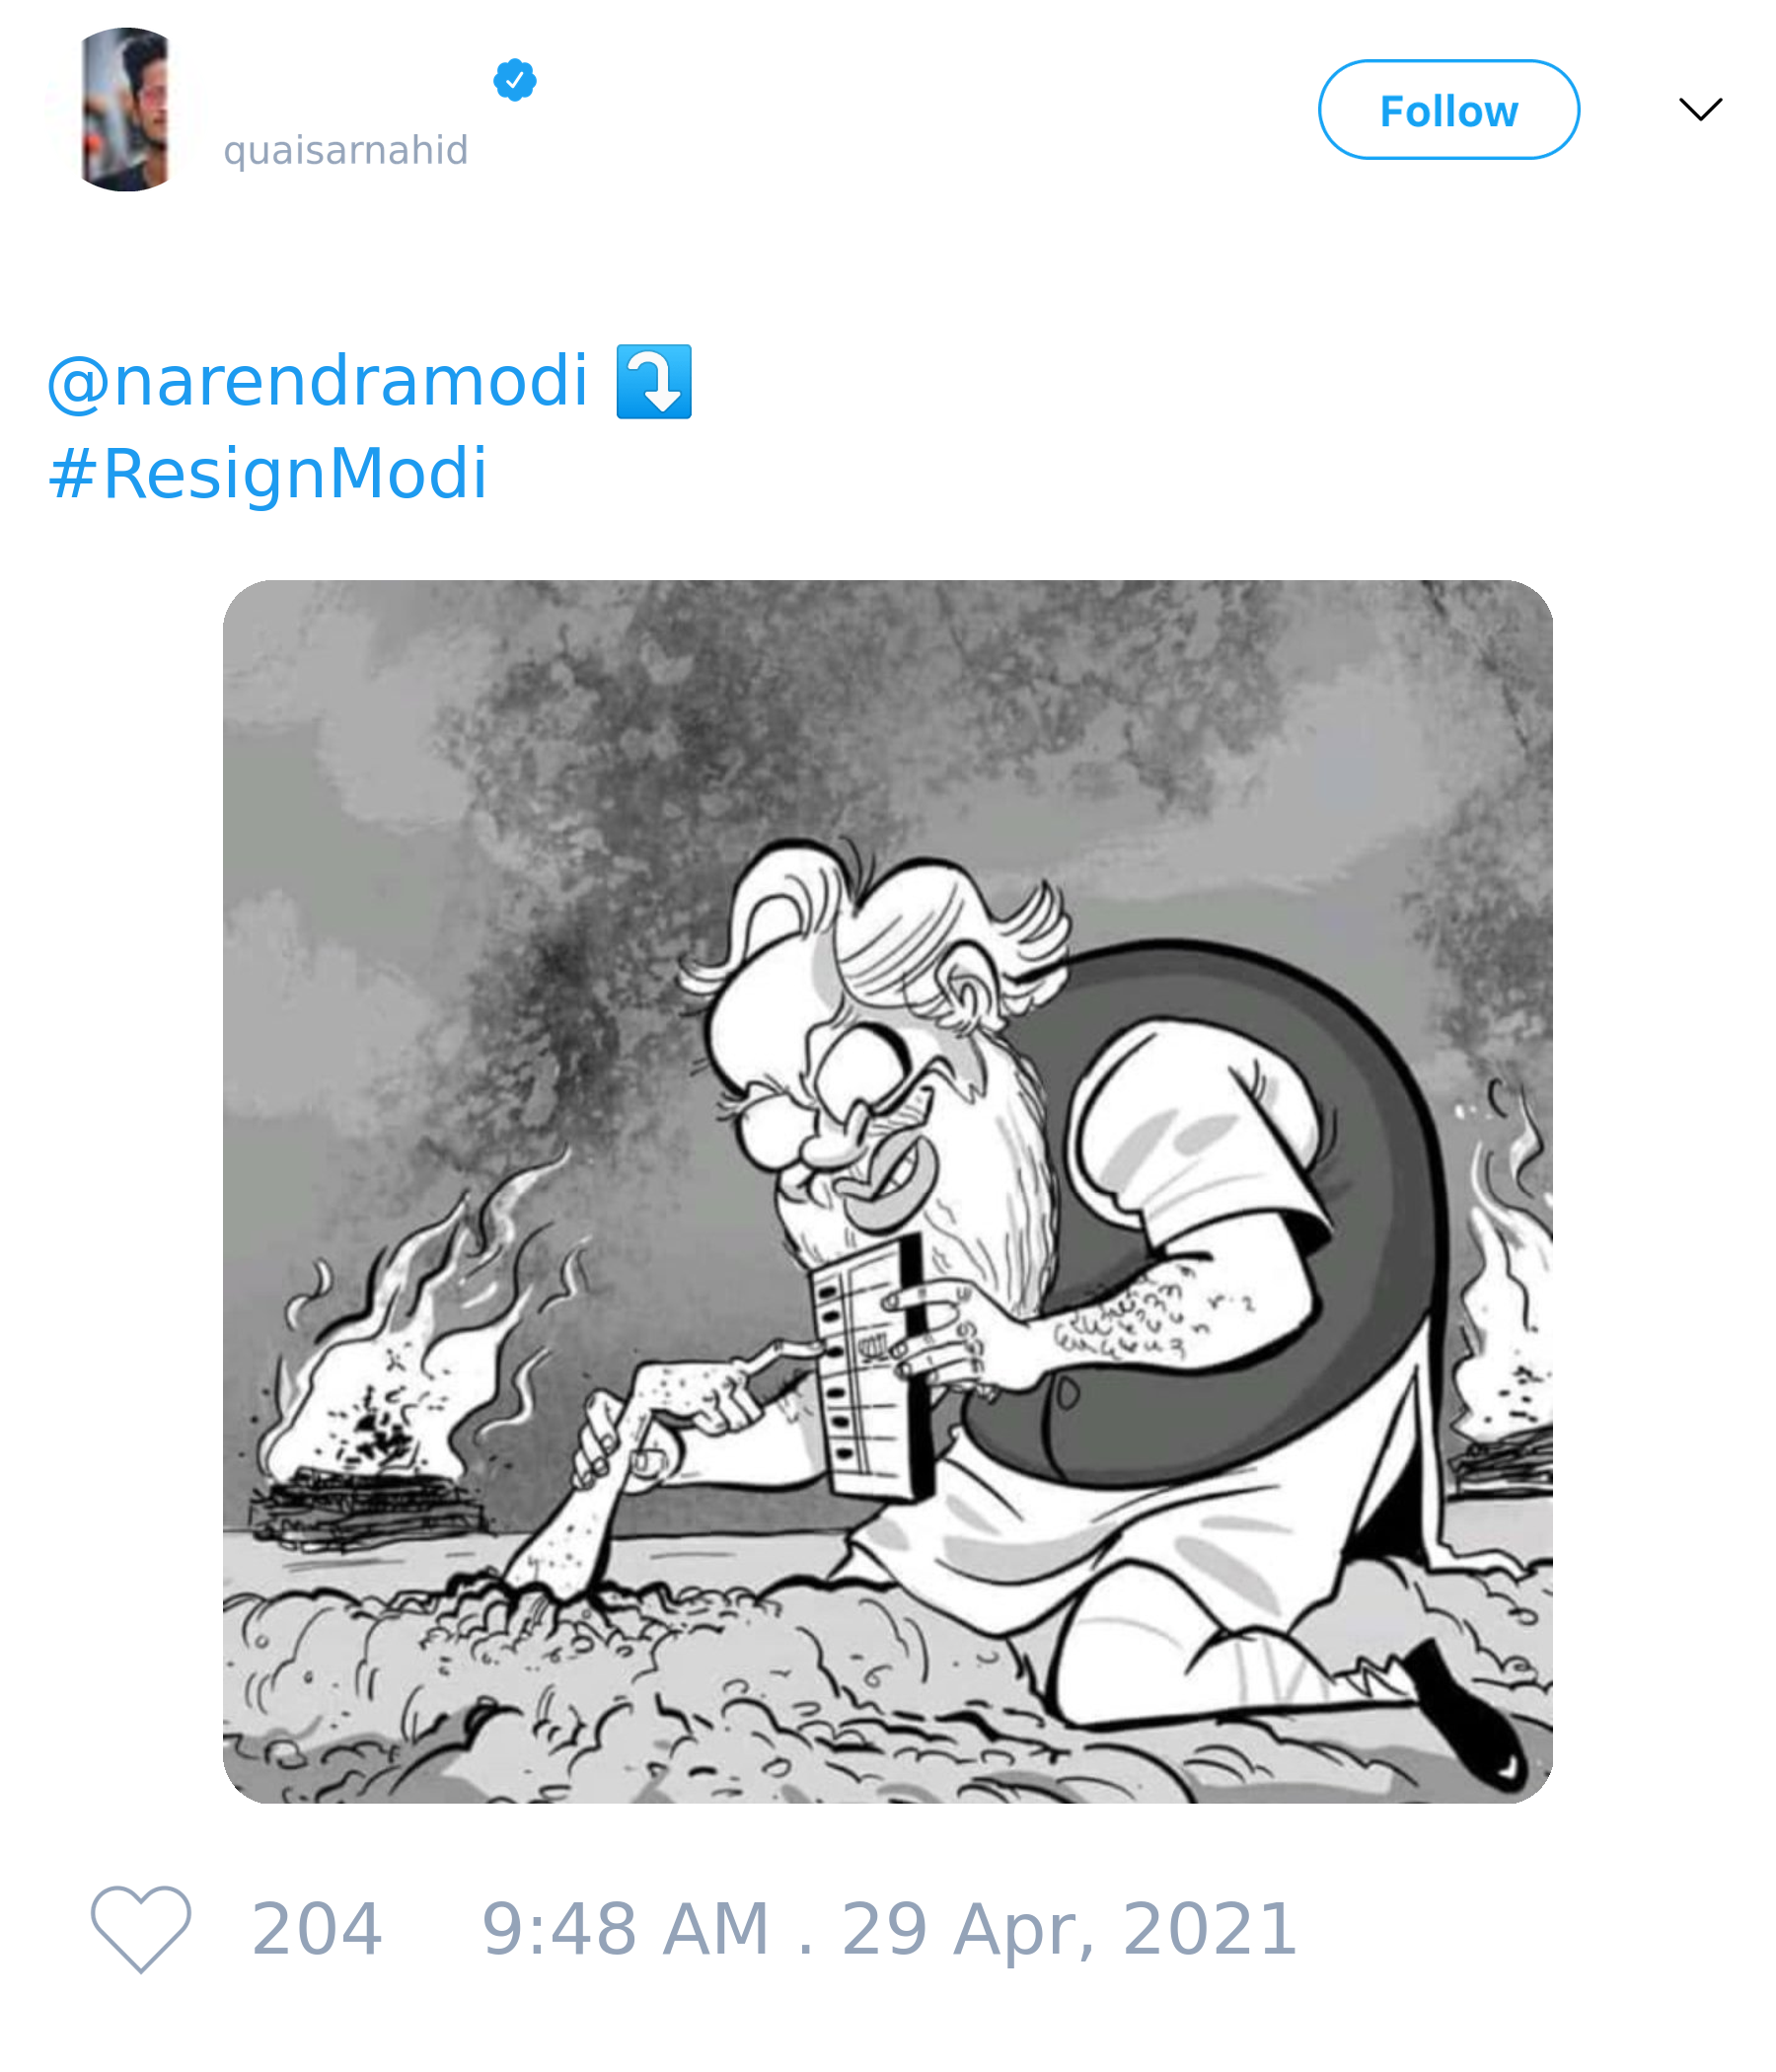 quaisarnahid
Follow
@narendramodi ⤵️
#ResignModi
204 9:48 AM . 29 Apr, 2021